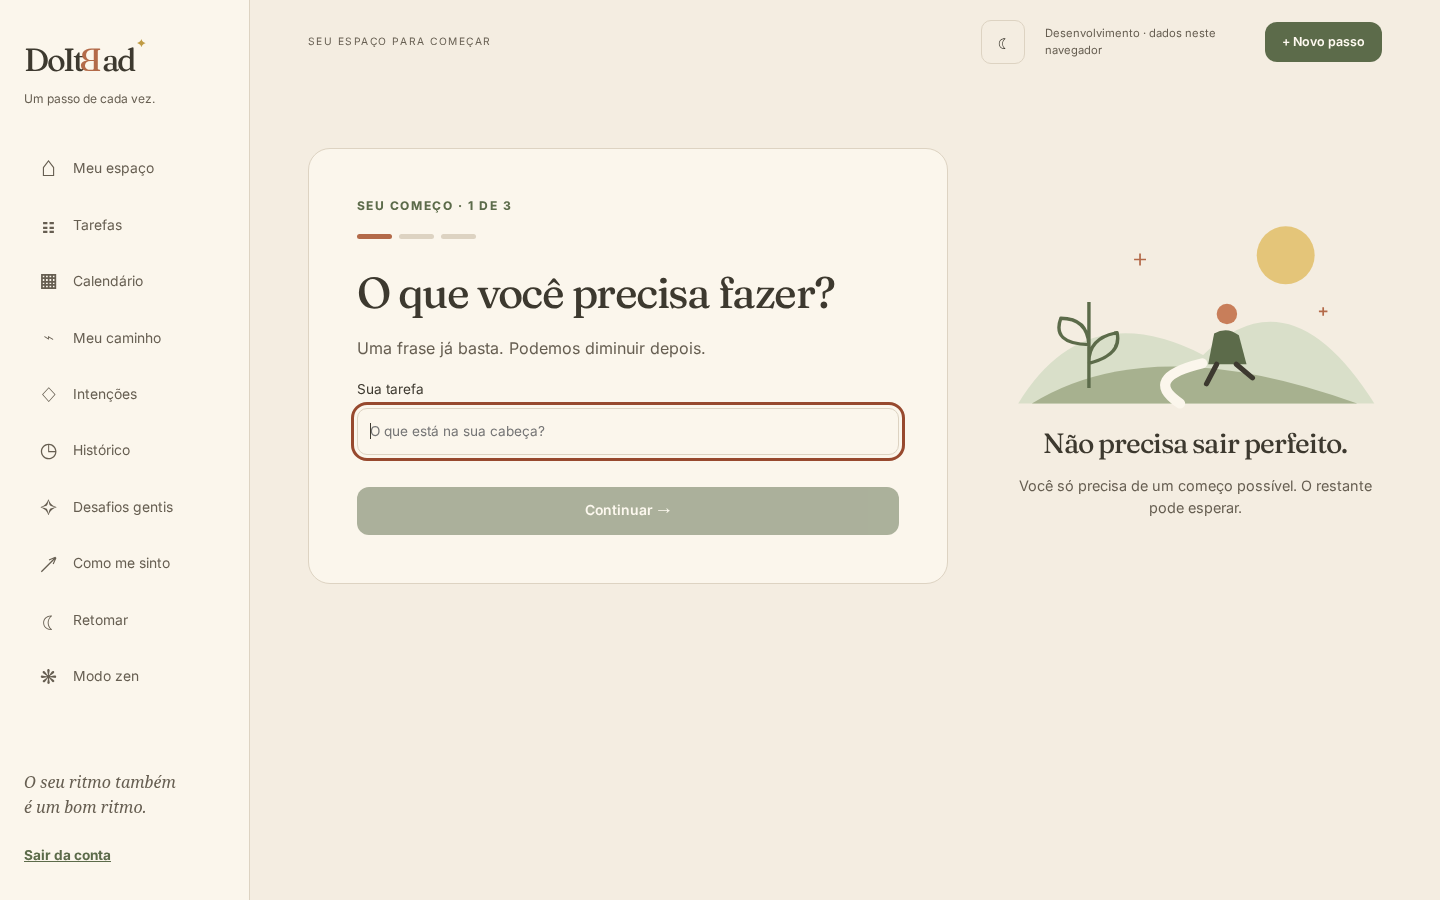 DoItBad
Um passo de cada vez.
Meu espaço
Tarefas
Calendário
Meu caminho
Intenções
Histórico
Desafios gentis
Como me sinto
Retomar
Modo zen
O seu ritmo também
é um bom ritmo.
Sair da conta
SEU ESPAÇO PARA COMEÇAR
Desenvolvimento · dados neste
navegador
+ Novo passo
SEU COMEÇO · 1 DE 3
O que você precisa fazer?
Uma frase já basta. Podemos diminuir depois.
Sua tarefa
O que está na sua cabeça?
Continuar →
Não precisa sair perfeito.
Você só precisa de um começo possível. O restante
pode esperar.